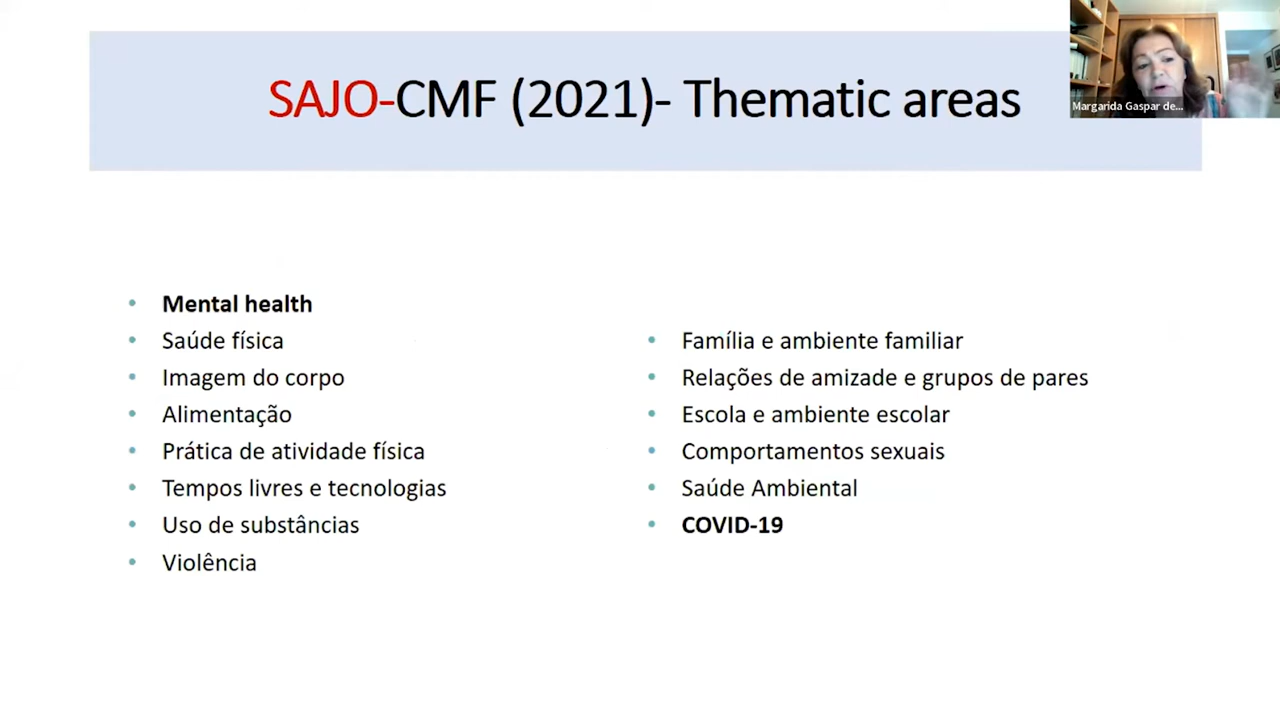 SAJO-CMF (2021)- Thematic areas
Margarida Gaspar de...
• Mental health
• Saúde física
• Imagem do corpo
• Alimentação
• Prática de atividade física
• Tempos livres e tecnologias
• Uso de substâncias
• Violência
• Família e ambiente familiar
• Relações de amizade e grupos de pares
• Escola e ambiente escolar
• Comportamentos sexuais
• Saúde Ambiental
• COVID-19